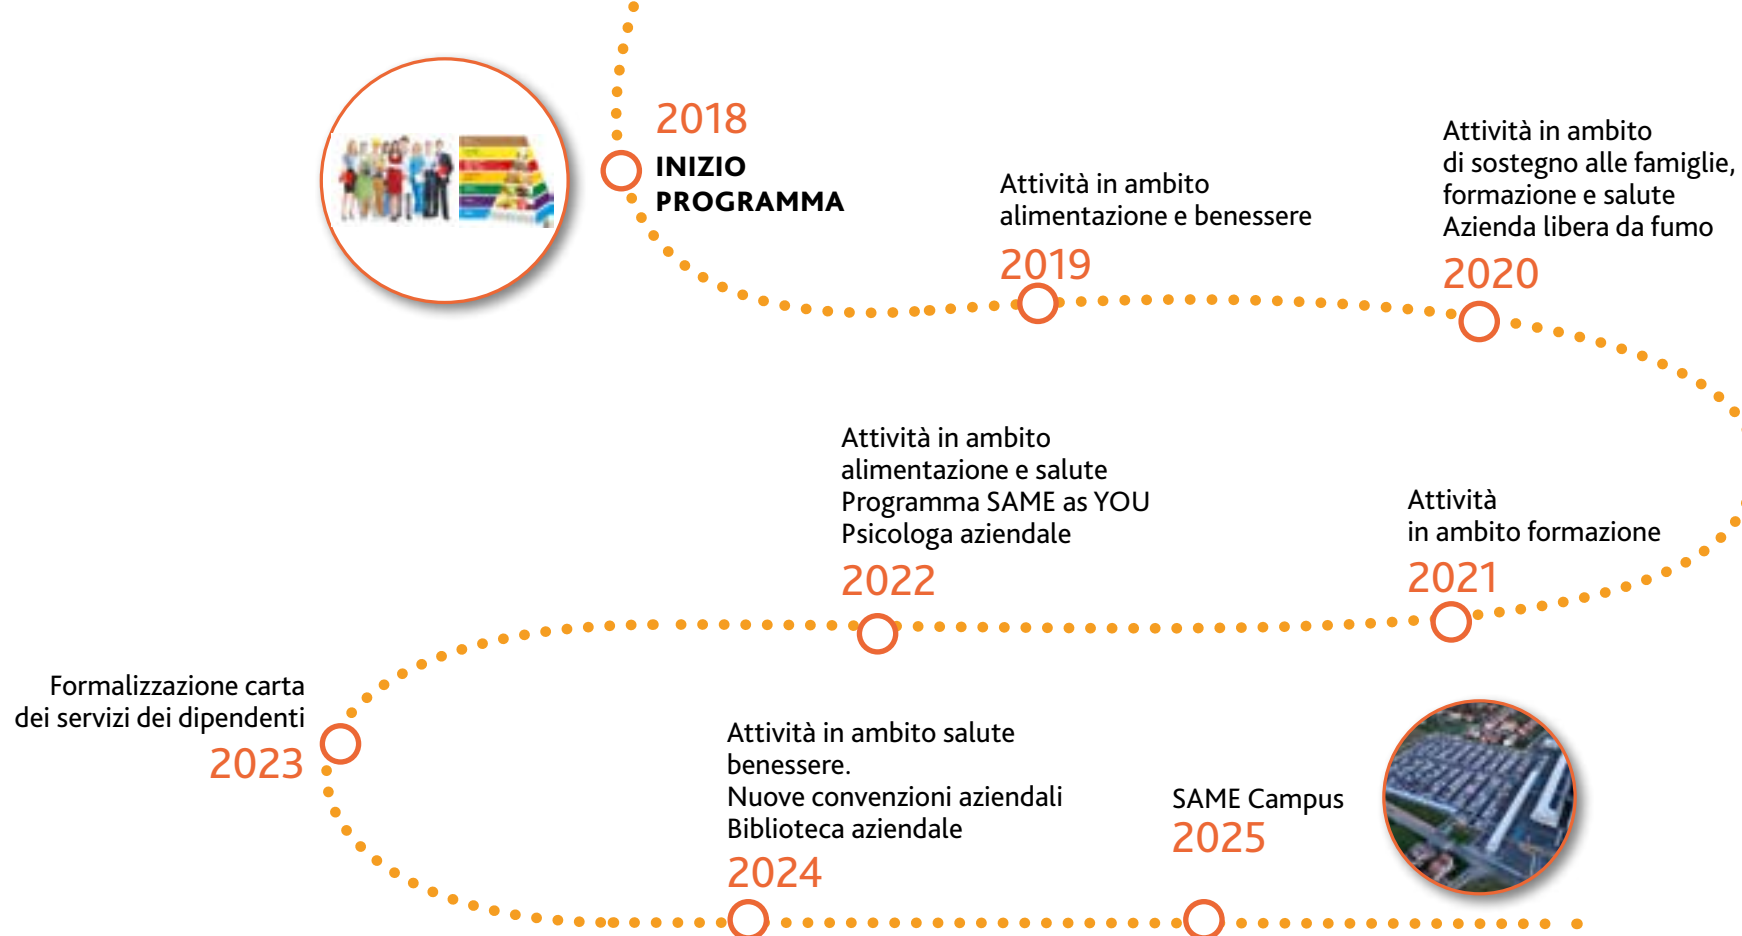 2018
INIZIO
PROGRAMMA
Attività in ambito
alimentazione e benessere
2019
Attività in ambito
di sostegno alle famiglie,
formazione e salute
Azienda libera da fumo
2020
Attività
in ambito formazione
2021
Attività in ambito
alimentazione e salute
Programma SAME as YOU
Psicologa aziendale
2022
Formalizzazione carta
dei servizi dei dipendenti
2023
Attività in ambito salute
benessere.
Nuove convenzioni aziendali
Biblioteca aziendale
2024
SAME Campus
2025